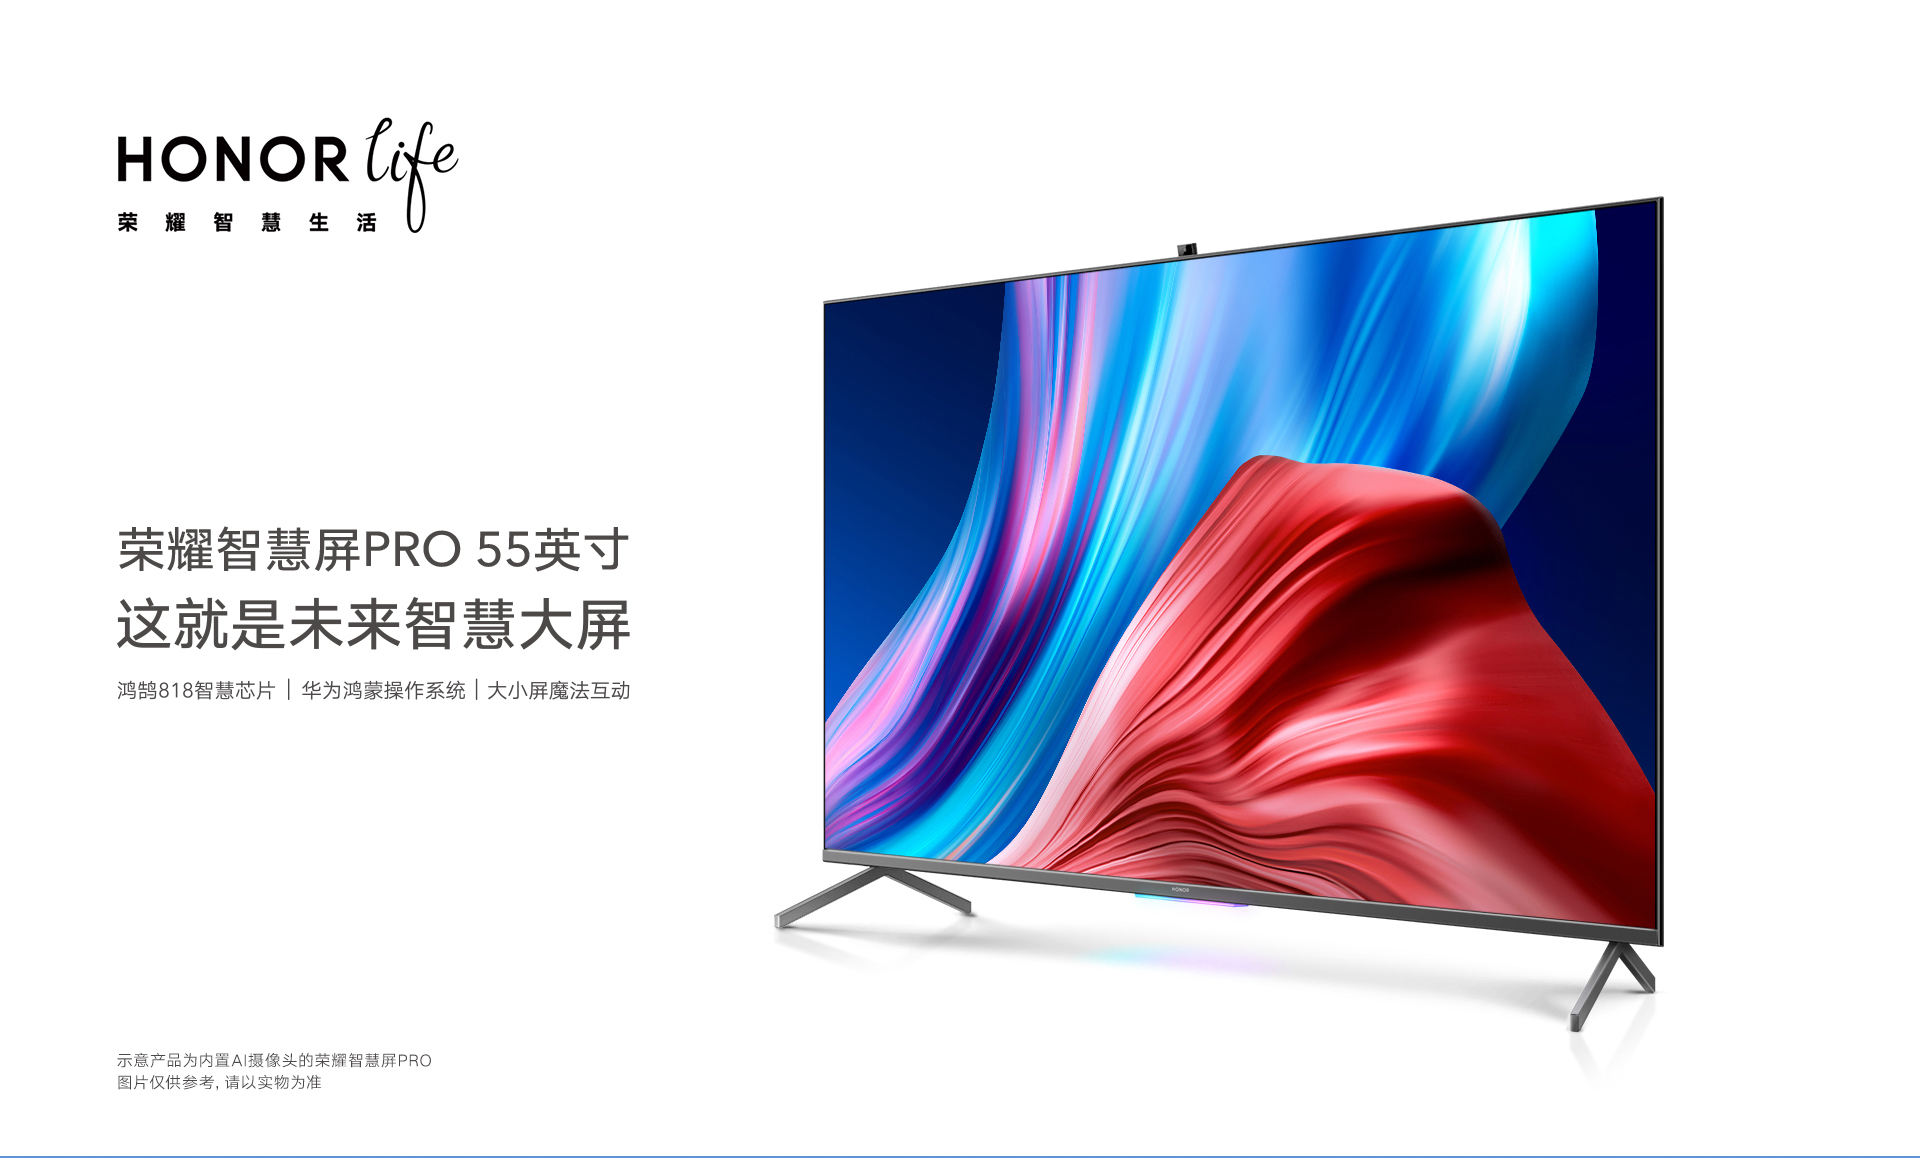 HONOR life
荣耀智慧生活
荣耀智慧屏PRO 55英寸
这就是未来智慧大屏
鸿鹄818智慧芯片 | 华为鸿蒙操作系统 | 大小屏魔法互动
HONOR
示意产品为内置AI摄像头的荣耀智慧屏PRO
图片仅供参考, 请以实物为准